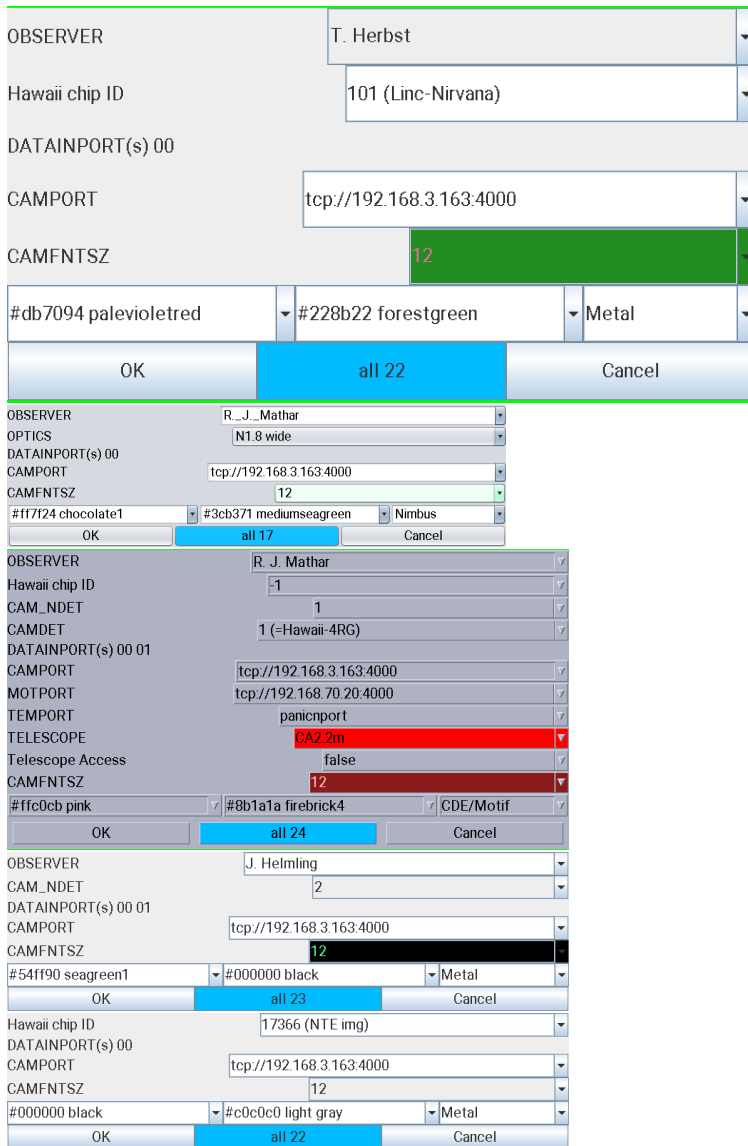 OBSERVER T. Herbst
Hawaii chip ID 101 (Linc-Nirvana)
DATAINPORT(s) 00
CAMPORT tcp://192.168.3.163:4000
CAMFNTSZ 12
#db7094 palevioletred #228b22 forestgreen Metal
OK all 22 Cancel
OBSERVER R._J._Mathar
OPTICS N1.8 wide
DATAINPORT(s) 00
CAMPORT tcp://192.168.3.163:4000
CAMFNTSZ 12
#ff7f24 chocolate1 #3cb371 mediumseagreen Nimbus
OK all 17 Cancel
OBSERVER R. J. Mathar
Hawaii chip ID -1
CAM_NDET 1
CAMDET 1 (=Hawaii-4RG)
DATAINPORT(s) 00 01
CAMPORT tcp://192.168.3.163:4000
MOTPORT tcp://192.168.70.20:4000
TEMPORT panicnport
TELESCOPE CA2.2m
Telescope Access false
CAMFNTSZ 12
#ffc0cb pink #8b1a1a firebrick4 CDE/Motif
OK all 24 Cancel
OBSERVER J. Helmling
CAM_NDET 2
DATAINPORT(s) 00 01
CAMPORT tcp://192.168.3.163:4000
CAMFNTSZ 12
#54ff90 seagreen1 #000000 black Metal
OK all 23 Cancel
Hawaii chip ID 17366 (NTE img)
DATAINPORT(s) 00
CAMPORT tcp://192.168.3.163:4000
CAMFNTSZ 12
#000000 black #c0c0c0 light gray Metal
OK all 22 Cancel